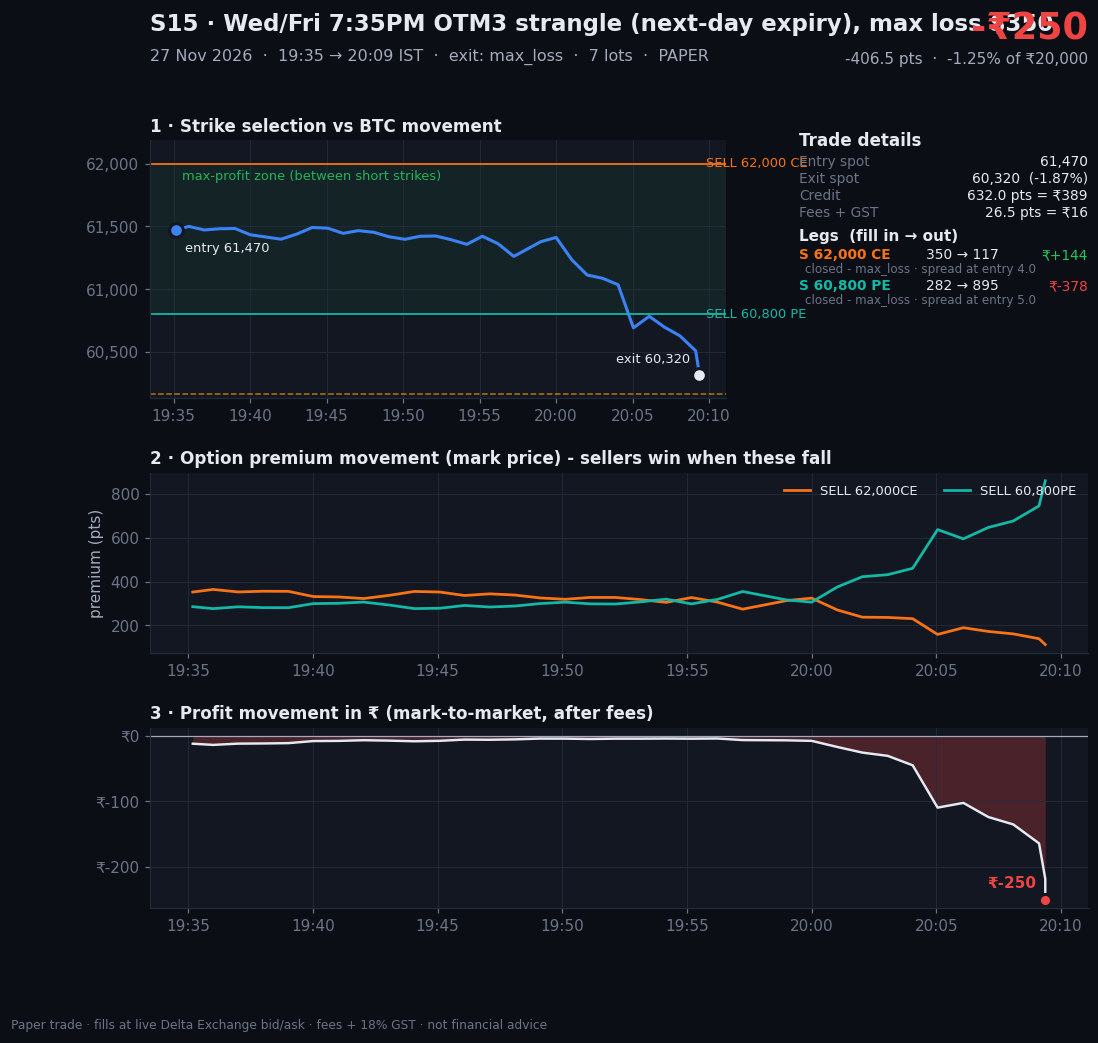 S15 · Wed/Fri 7:35PM OTM3 strangle (next-day expiry), max loss $350
-₹250
27 Nov 2026 · 19:35 → 20:09 IST · exit: max_loss · 7 lots · PAPER
-406.5 pts · -1.25% of ₹20,000
1 · Strike selection vs BTC movement
62,000
61,500
61,000
60,500
SELL 62,000 CE
max-profit zone (between short strikes)
entry 61,470
SELL 60,800 PE
exit 60,320
19:35 19:40 19:45 19:50 19:55 20:00 20:05 20:10
Trade details
Entry spot 61,470
Exit spot 60,320 (-1.87%)
Credit 632.0 pts = ₹389
Fees + GST 26.5 pts = ₹16
Legs (fill in → out)
S 62,000 CE 350 → 117 ₹+144
closed - max_loss · spread at entry 4.0
S 60,800 PE 282 → 895 ₹-378
closed - max_loss · spread at entry 5.0
2 · Option premium movement (mark price) - sellers win when these fall
premium (pts)
800
600
400
200
SELL 62,000CE SELL 60,800PE
19:35 19:40 19:45 19:50 19:55 20:00 20:05 20:10
3 · Profit movement in ₹ (mark-to-market, after fees)
₹0
₹-100
₹-200
₹-250
19:35 19:40 19:45 19:50 19:55 20:00 20:05 20:10
Paper trade · fills at live Delta Exchange bid/ask · fees + 18% GST · not financial advice